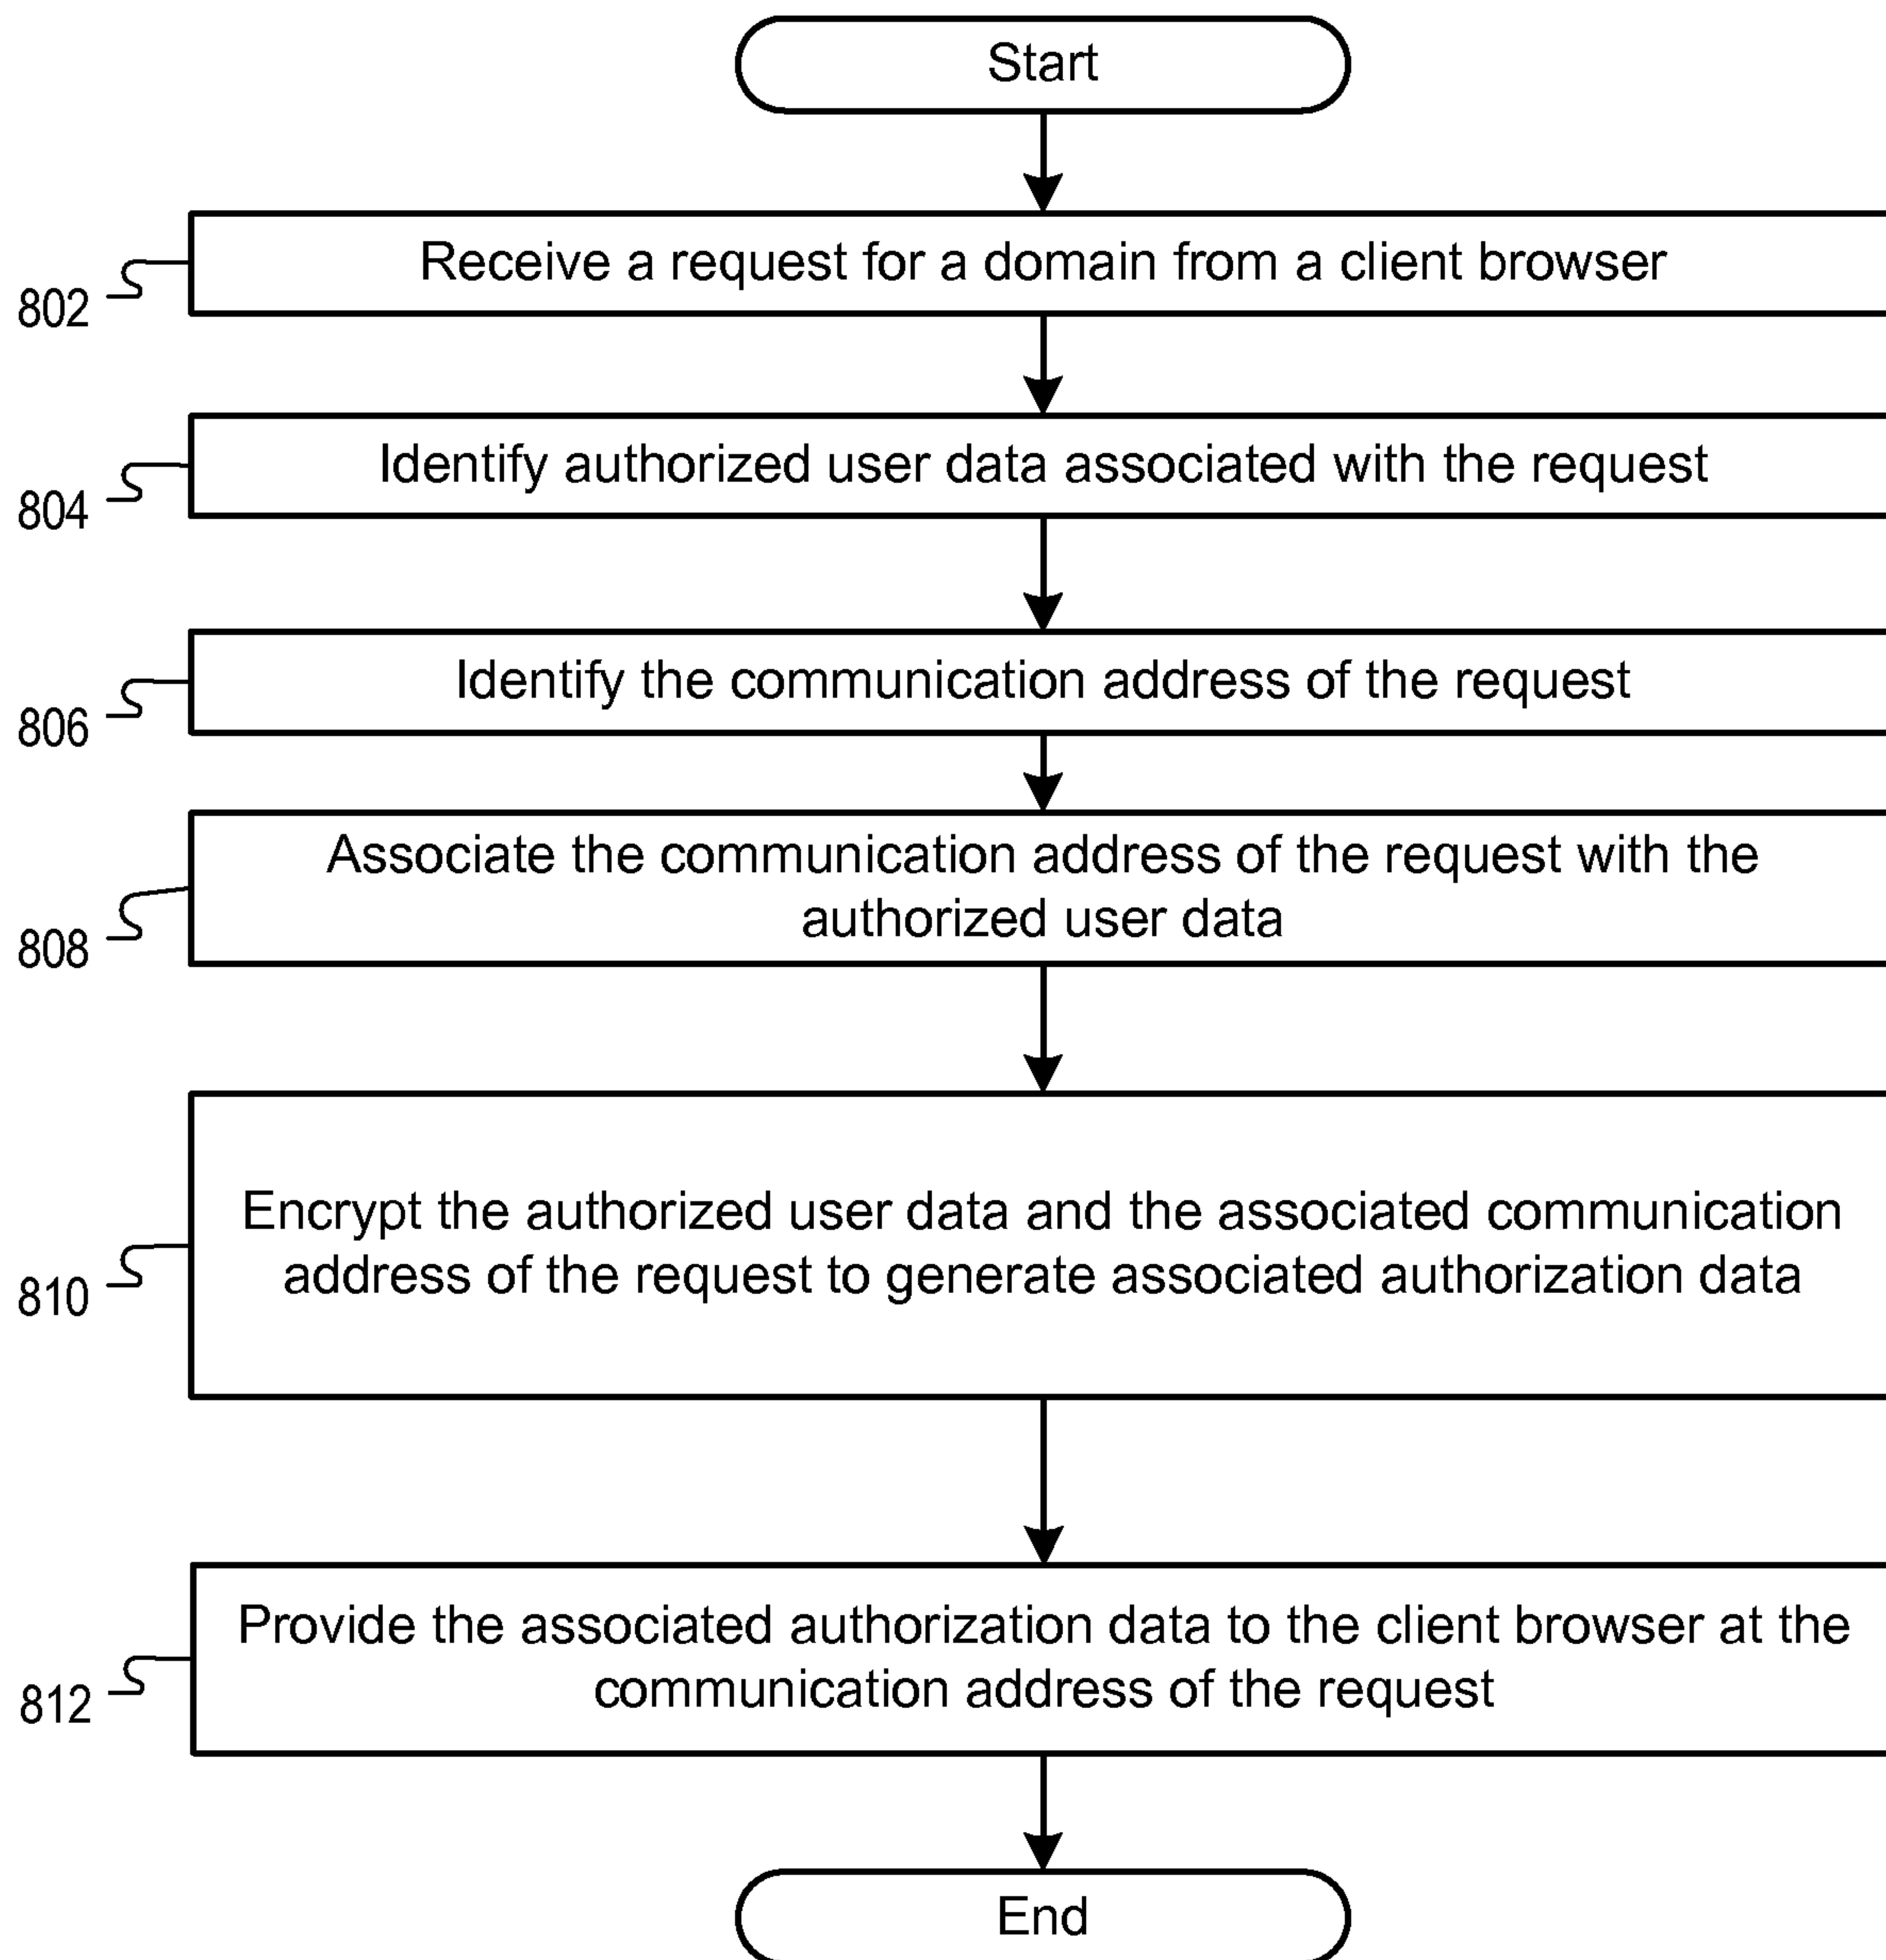 Start
Receive a request for a domain from a client browser
802
Identify authorized user data associated with the request
804
Identify the communication address of the request
806
Associate the communication address of the request with the
authorized user data
808
Encrypt the authorized user data and the associated communication
address of the request to generate associated authorization data
810
Provide the associated authorization data to the client browser at the
communication address of the request
812
End